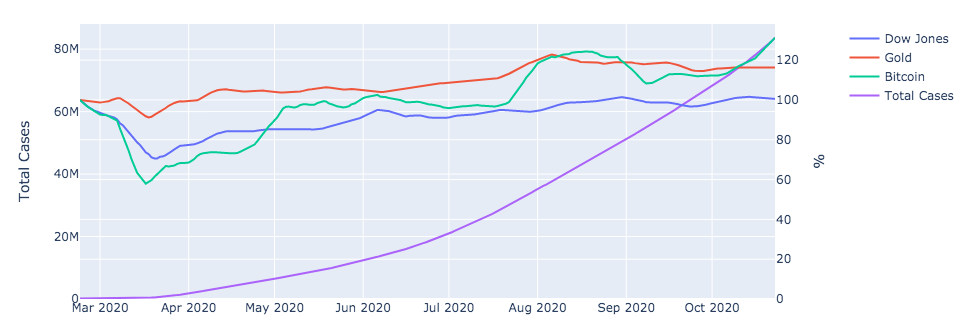 Total Cases
80M
60M
40M
20M
0
Mar 2020
Apr 2020
May 2020
Jun 2020
Jul 2020
Aug 2020
Sep 2020
Oct 2020
120
100
80
60
40
20
0
%
Dow Jones
Gold
Bitcoin
Total Cases